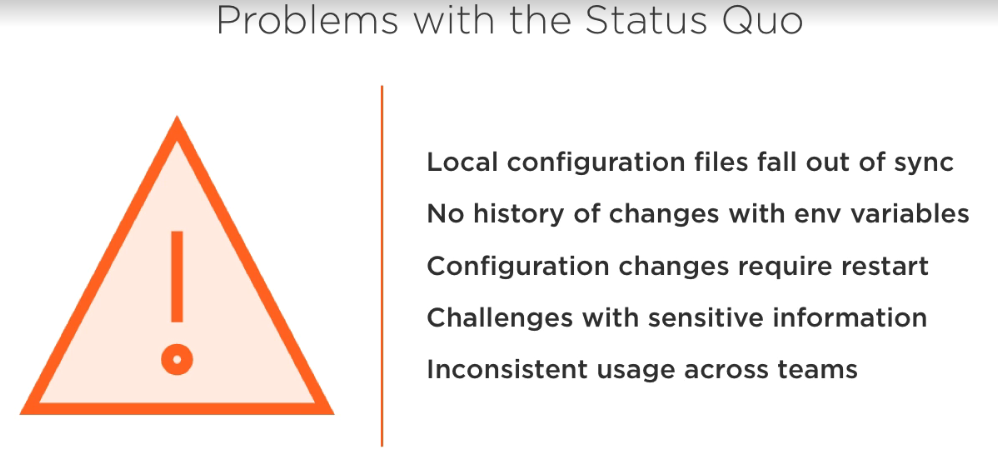 Problems with the Status Quo
Local configuration files fall out of sync
No history of changes with env variables
Configuration changes require restart
Challenges with sensitive information
Inconsistent usage across teams